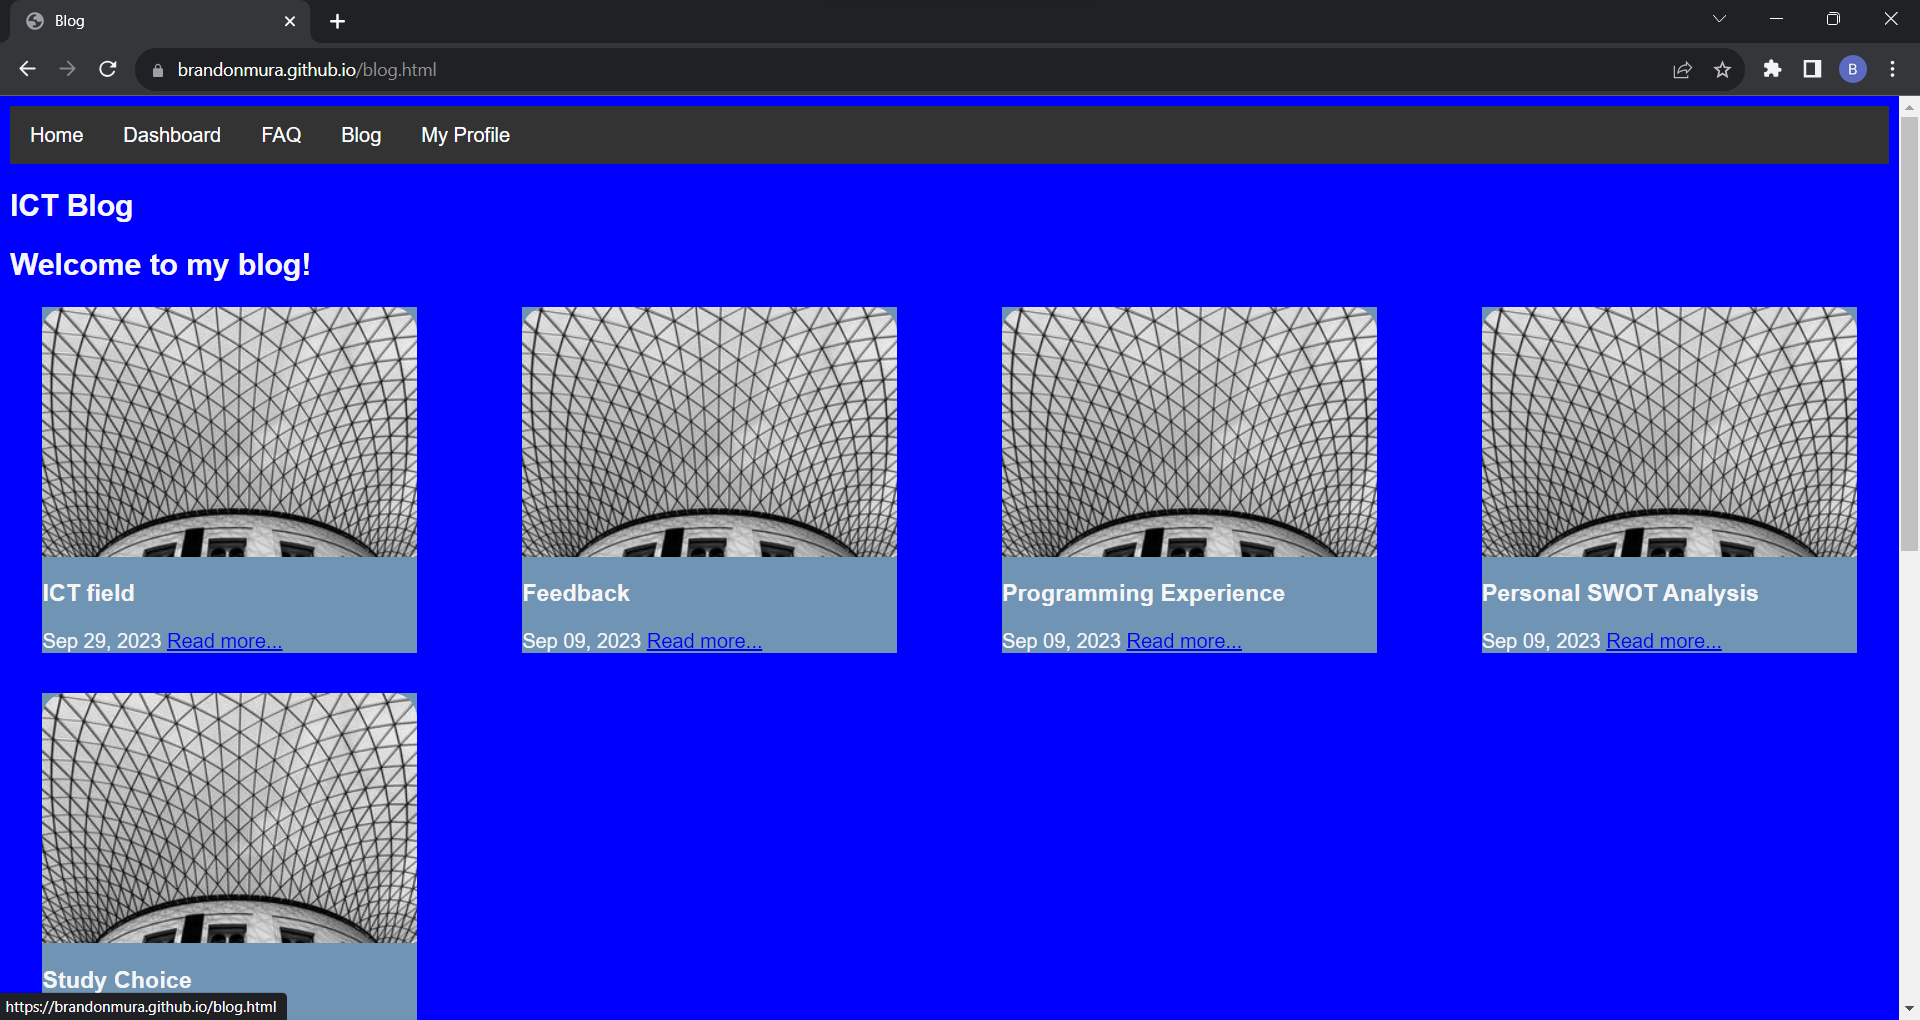 Blog
brandonmura.github.io/blog.html
B
Home Dashboard FAQ Blog My Profile
ICT Blog
Welcome to my blog!
ICT field
Sep 29, 2023 Read more...
Feedback
Sep 09, 2023 Read more...
Programming Experience
Sep 09, 2023 Read more...
Personal SWOT Analysis
Sep 09, 2023 Read more...
Study Choice
https://brandonmura.github.io/blog.html